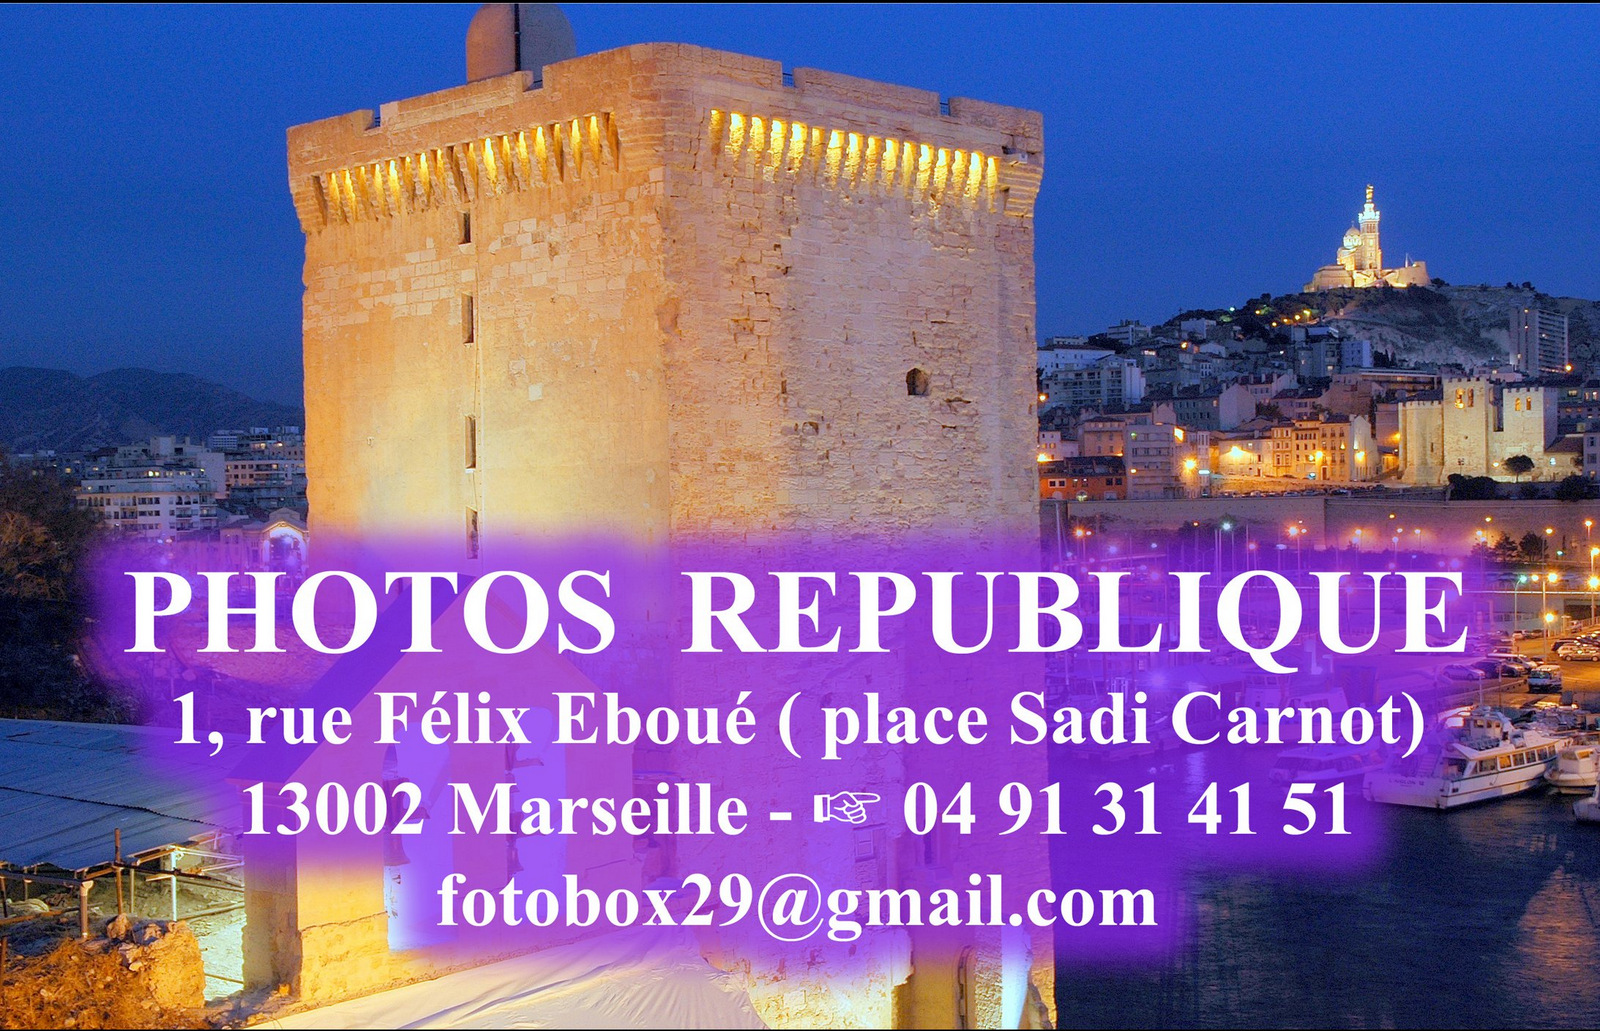 PHOTOS REPUBLIQUE
1, rue Félix Eboué ( place Sadi Carnot)
13002 Marseille - ☞ 04 91 31 41 51
fotobox29@gmail.com